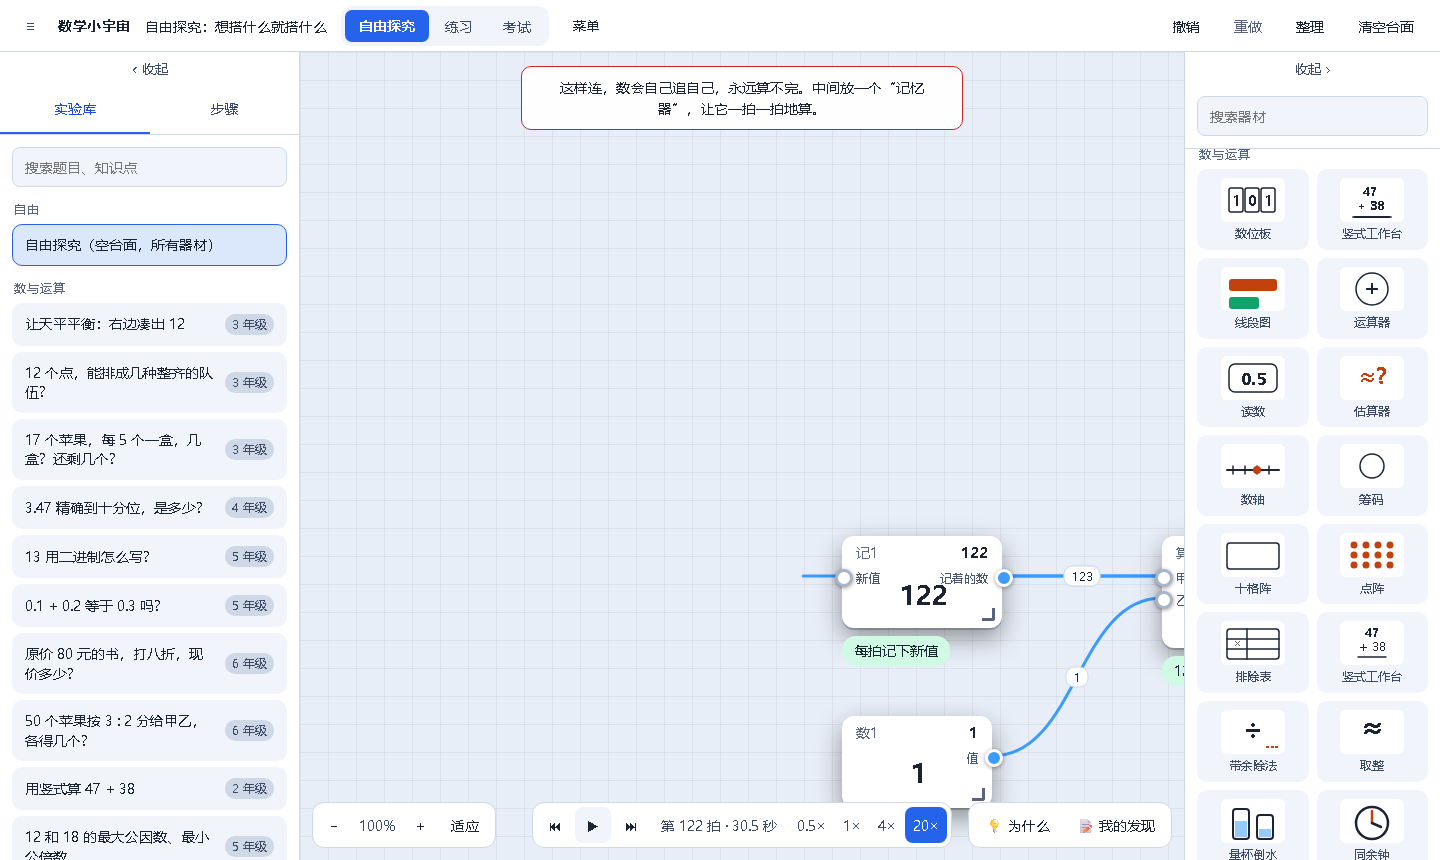 ≡ 数学小宇宙 自由探究：想搭什么就搭什么 自由探究 练习 考试 菜单 撤销 重做 整理 清空台面
‹ 收起
实验库 步骤
搜索题目、知识点
自由
自由探究（空台面，所有器材）
数与运算
让天平平衡：右边凑出 12 3 年级
12 个点，能排成几种整齐的队
伍？ 3 年级
17 个苹果，每 5 个一盒，几
盒？还剩几个？ 3 年级
3.47 精确到十分位，是多少？ 4 年级
13 用二进制怎么写？ 5 年级
0.1 + 0.2 等于 0.3 吗？ 5 年级
原价 80 元的书，打八折，现
价多少？ 6 年级
50 个苹果按 3 : 2 分给甲乙，
各得几个？ 6 年级
用竖式算 47 + 38 2 年级
12 和 18 的最大公因数、最小
公倍数 5 年级
这样连，数会自己追自己，永远算不完。中间放一个“记忆
器”，让它一拍一拍地算。
记1 122
新值 记着的数
122
每拍记下新值
123
1
数1 1
值
1
甲
乙
− 100% + 适应
⏮ ▶ ⏭ 第 122 拍 · 30.5 秒 0.5× 1× 4× 20×
为什么 我的发现
收起 ›
搜索器材
数与运算
1 0 1
数位板
47
+ 38
竖式工作台
线段图
+
运算器
0.5
读数
≈?
估算器
数轴
筹码
十格阵
点阵
×
排除表
47
+ 38
竖式工作台
÷
带余除法
≈
取整
量杯倒水
同余钟